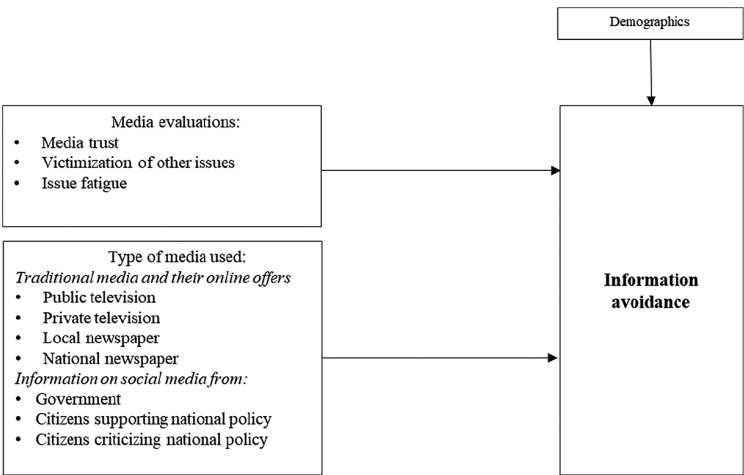 Demographics
Media evaluations:
• Media trust
• Victimization of other issues
• Issue fatigue
Type of media used:
Traditional media and their online offers
• Public television
• Private television
• Local newspaper
• National newspaper
Information on social media from:
• Government
• Citizens supporting national policy
• Citizens criticizing national policy
Information
avoidance